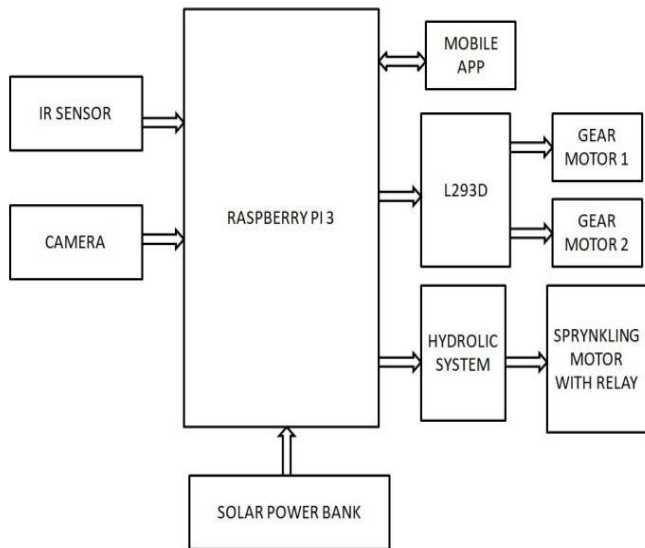 MOBILE
APP
IR SENSOR
CAMERA
RASPBERRY PI 3
L293D
GEAR
MOTOR 1
GEAR
MOTOR 2
HYDROLIC
SYSTEM
SPRYNKLING
MOTOR
WITH RELAY
SOLAR POWER BANK